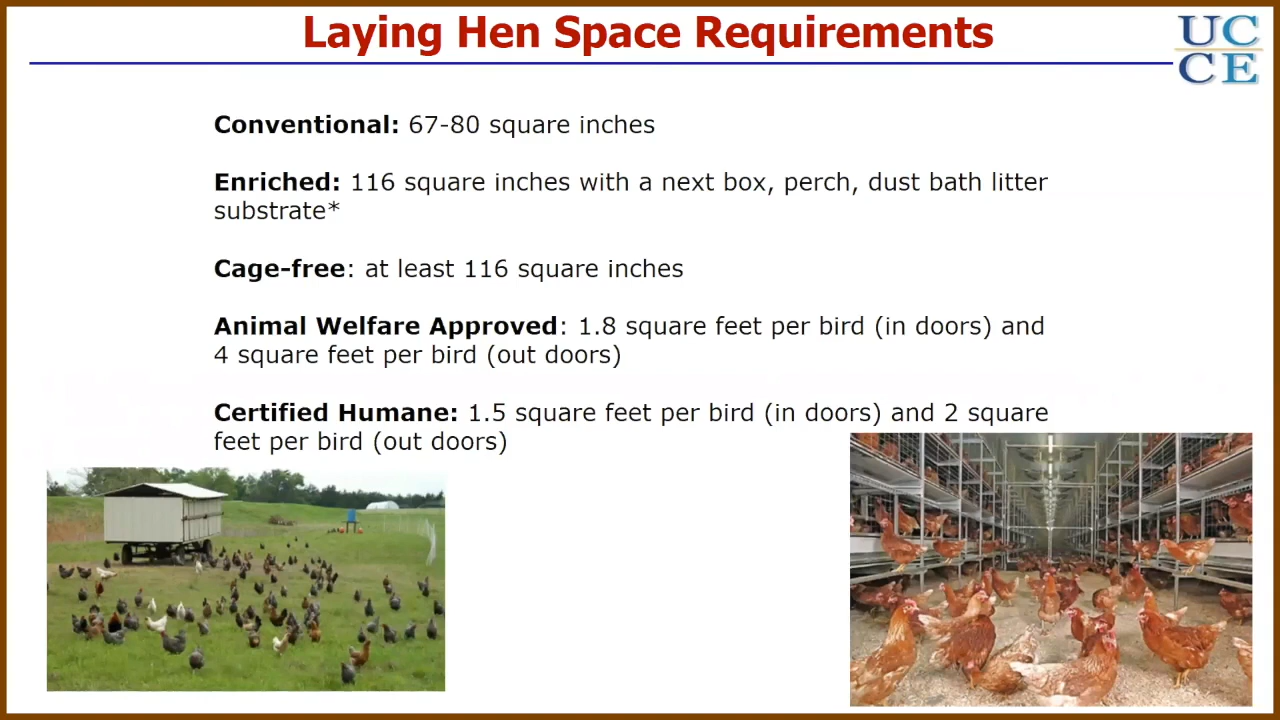 Laying Hen Space Requirements
UC
CE
Conventional: 67-80 square inches
Enriched: 116 square inches with a next box, perch, dust bath litter
substrate*
Cage-free: at least 116 square inches
Animal Welfare Approved: 1.8 square feet per bird (in doors) and
4 square feet per bird (out doors)
Certified Humane: 1.5 square feet per bird (in doors) and 2 square
feet per bird (out doors)